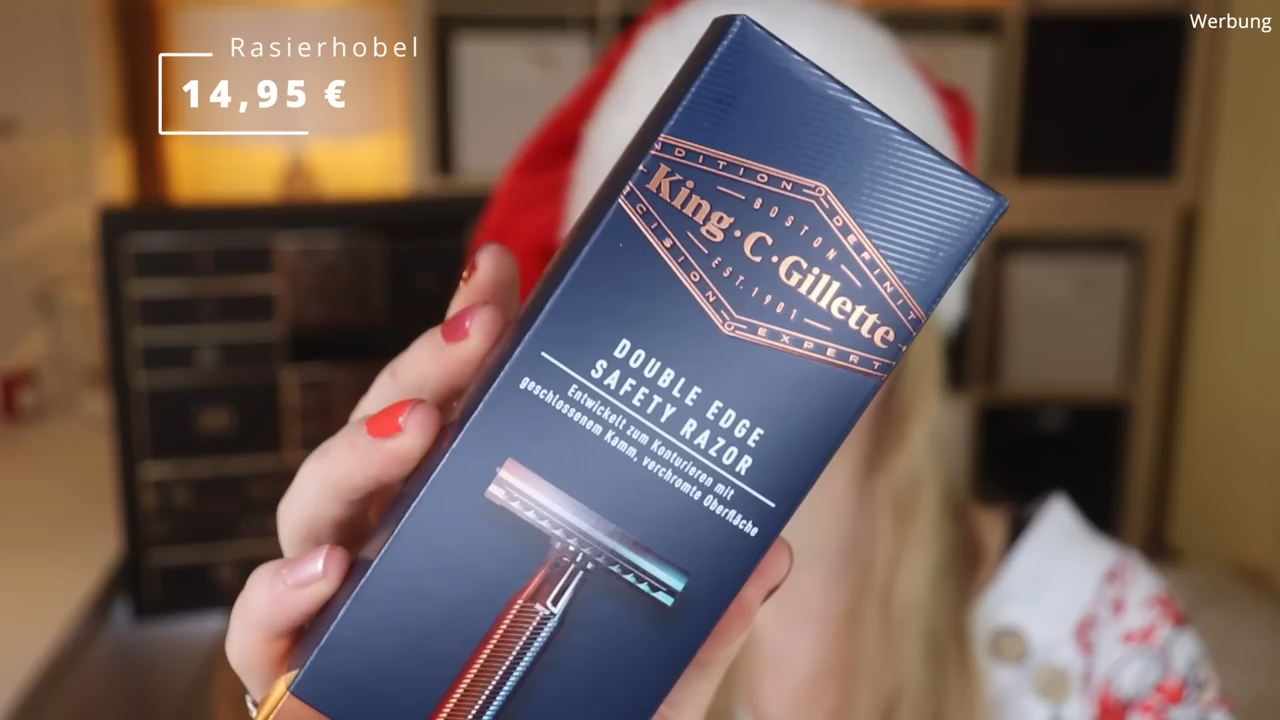 Werbung
Rasierhobel
14,95 €
BOSTON
King·C·Gillette
EST. 1901
EXPERT
DOUBLE EDGE
SAFETY RAZOR
Entwickelt zum Konturieren mit
geschlossenem Kamm, verchromte Oberfläche